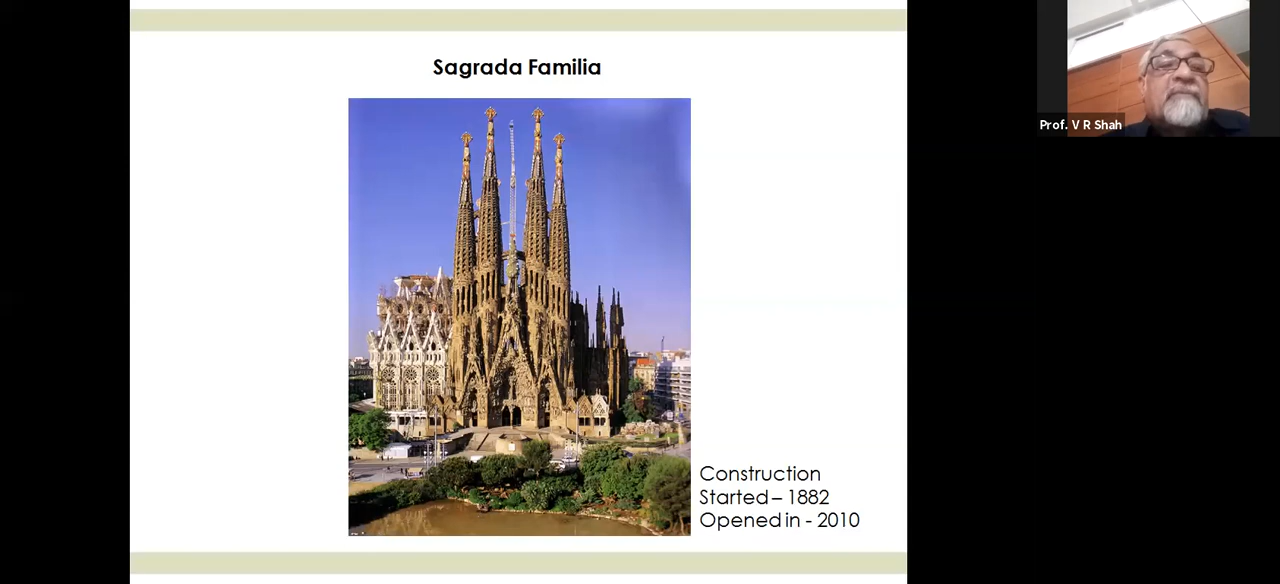 Sagrada Familia
Prof. V R Shah
Construction
Started – 1882
Opened in - 2010